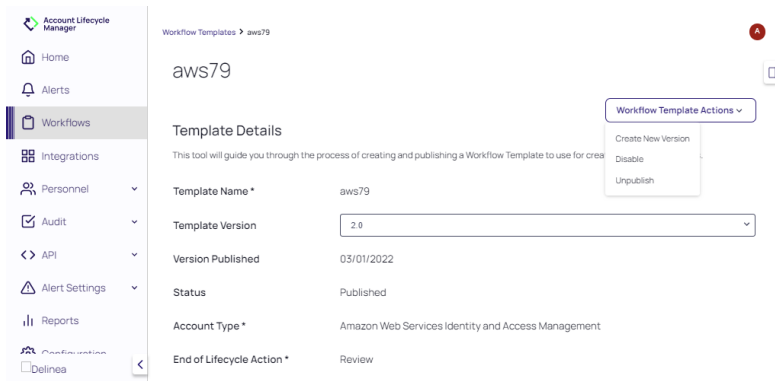 Account Lifecycle
Manager
Home
Alerts
Workflows
Integrations
Personnel
Audit
API
Alert Settings
Reports
Configuration
Delinea
Workflow Templates > aws79
A
aws79
Workflow Template Actions
Create New Version
Disable
Unpublish
Template Details
This tool will guide you through the process of creating and publishing a Workflow Template to use for
Template Name * aws79
Template Version 2.0
Version Published 03/01/2022
Status Published
Account Type * Amazon Web Services Identity and Access Management
End of Lifecycle Action * Review